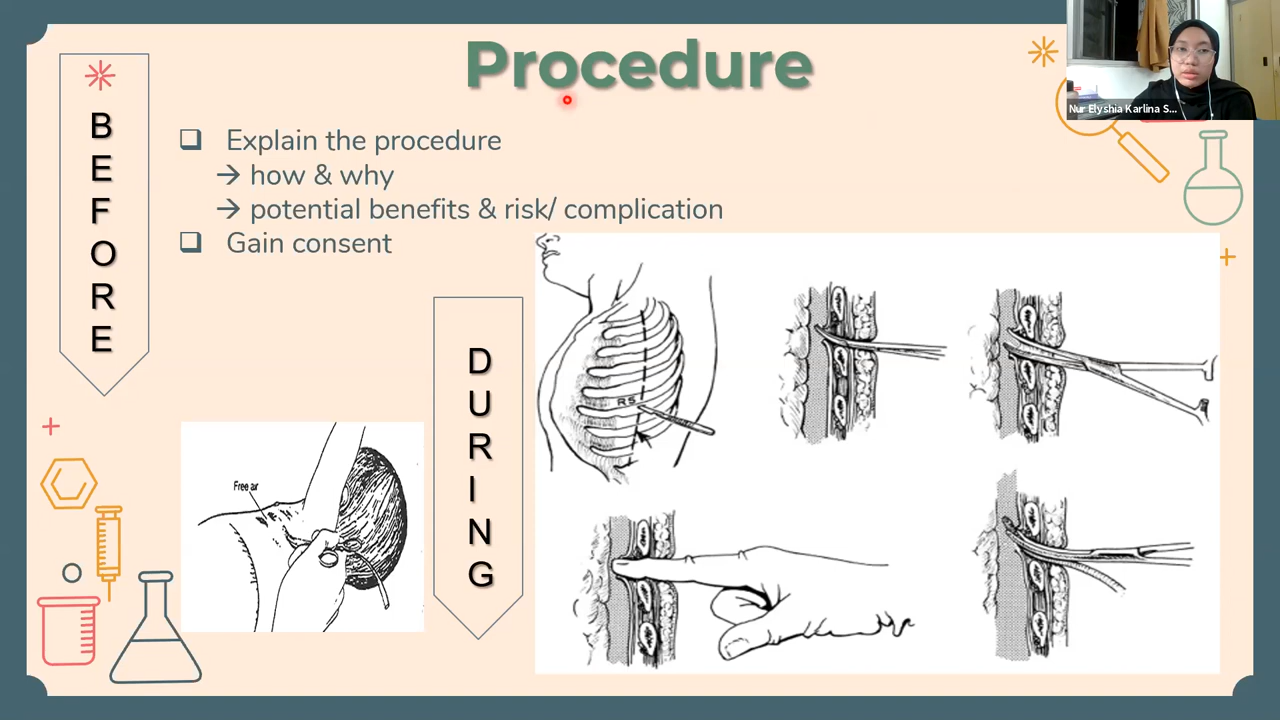 Procedure
Nur Elyshia Karlina S...
BEFORE
❑ Explain the procedure
→ how & why
→ potential benefits & risk/ complication
❑ Gain consent
DURING
Free air
R5